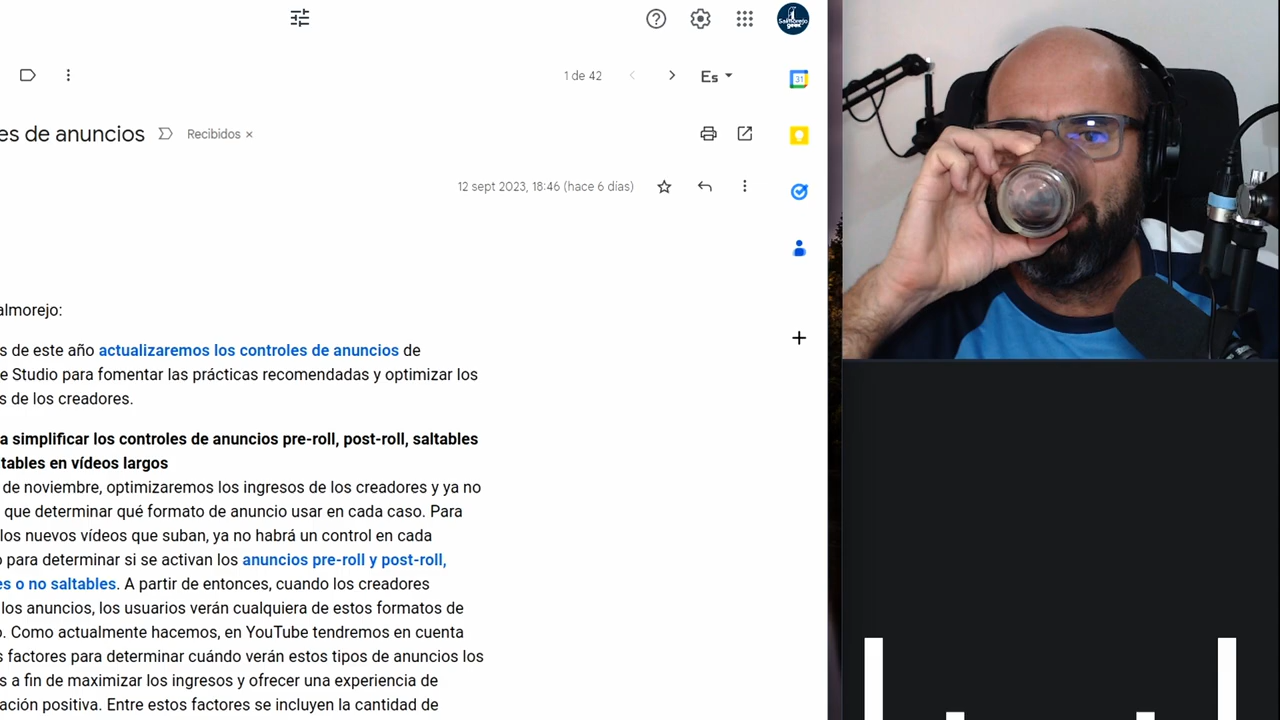 Salmorejo
geek
1 de 42
Es
31
es de anuncios
Recibidos ×
12 sept 2023, 18:46 (hace 6 días)
almorejo:
s de este año actualizaremos los controles de anuncios de
e Studio para fomentar las prácticas recomendadas y optimizar los
s de los creadores.
a simplificar los controles de anuncios pre-roll, post-roll, saltables
tables en vídeos largos
de noviembre, optimizaremos los ingresos de los creadores y ya no
que determinar qué formato de anuncio usar en cada caso. Para
los nuevos vídeos que suban, ya no habrá un control en cada
o para determinar si se activan los anuncios pre-roll y post-roll,
es o no saltables. A partir de entonces, cuando los creadores
los anuncios, los usuarios verán cualquiera de estos formatos de
o. Como actualmente hacemos, en YouTube tendremos en cuenta
s factores para determinar cuándo verán estos tipos de anuncios los
s a fin de maximizar los ingresos y ofrecer una experiencia de
ación positiva. Entre estos factores se incluyen la cantidad de